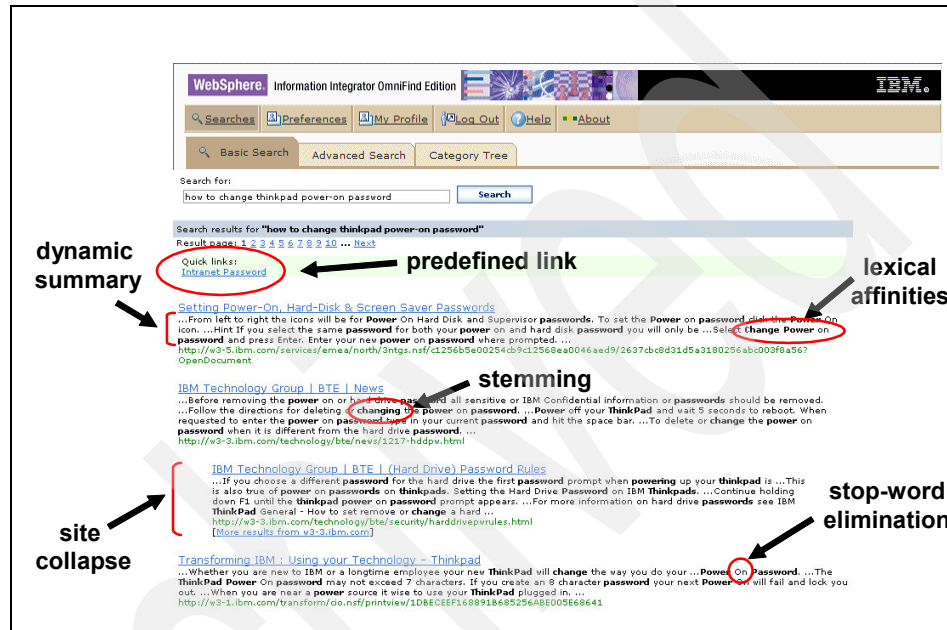 WebSphere. Information Integrator OmniFind Edition IBM.
Searches Preferences My Profile Log Out Help About
Basic Search Advanced Search Category Tree
Search for:
how to change thinkpad power-on password Search
Search results for "how to change thinkpad power-on password"
Result page: 1 2 3 4 5 6 7 8 9 10 ... Next
Quick links:
Intranet Password
predefined link
dynamic
summary
lexical
affinities
Setting Power-On, Hard-Disk & Screen Saver Passwords
...From left to right the icons will be for Power On Hard Disk and Supervisor passwords. To set the Power on password click the Power On
icon. ...Hint If you select the same password for both your power on and hard disk password you will only be ...Select Change Power on
password and press Enter. Enter your new power on password where prompted. ...
http://w3-5.ibm.com/services/emea/north/3ntgs.nsf/c1256b5e00254cb9c12568ea0046aed9/2637cbc8d31d5a3180256abc003f8a56?
OpenDocument
stemming
IBM Technology Group | BTE | News
...Before removing the power on or hard drive password all sensitive or IBM Confidential information or passwords should be removed.
...Follow the directions for deleting or changing the power on password. ...Power off your ThinkPad and wait 5 seconds to reboot. When
requested to enter the power on password type in your current password and hit the space bar. ...To delete or change the power on
password when it is different from the hard drive password. ...
http://w3-3.ibm.com/technology/bte/news/1217-hddpw.html
site
collapse
IBM Technology Group | BTE | (Hard Drive) Password Rules
...If you choose a different password for the hard drive the first password prompt when powering up your thinkpad is ...This
is also true of power on passwords on thinkpads. Setting the Hard Drive Password on IBM Thinkpads. ...Continue holding
down F1 until the thinkpad power on password prompt appears. ...For more information on hard drive passwords see IBM
ThinkPad General - How to set remove or change a hard ...
http://w3-3.ibm.com/technology/bte/security/harddrivepwrules.html
[More results from w3-3.ibm.com]
stop-word
elimination
Transforming IBM : Using your Technology - Thinkpad
...Whether you are new to IBM or a longtime employee your new ThinkPad will change the way you do your ...Power On Password. ...The
ThinkPad Power On password may not exceed 7 characters. If you create an 8 character password your next Power On will fail and lock you
out. ...When you are near a power source it wise to use your ThinkPad plugged in. ...
http://w3-1.ibm.com/transform/cio.nsf/printview/1DBECEEF168891B685256ABE005E68641